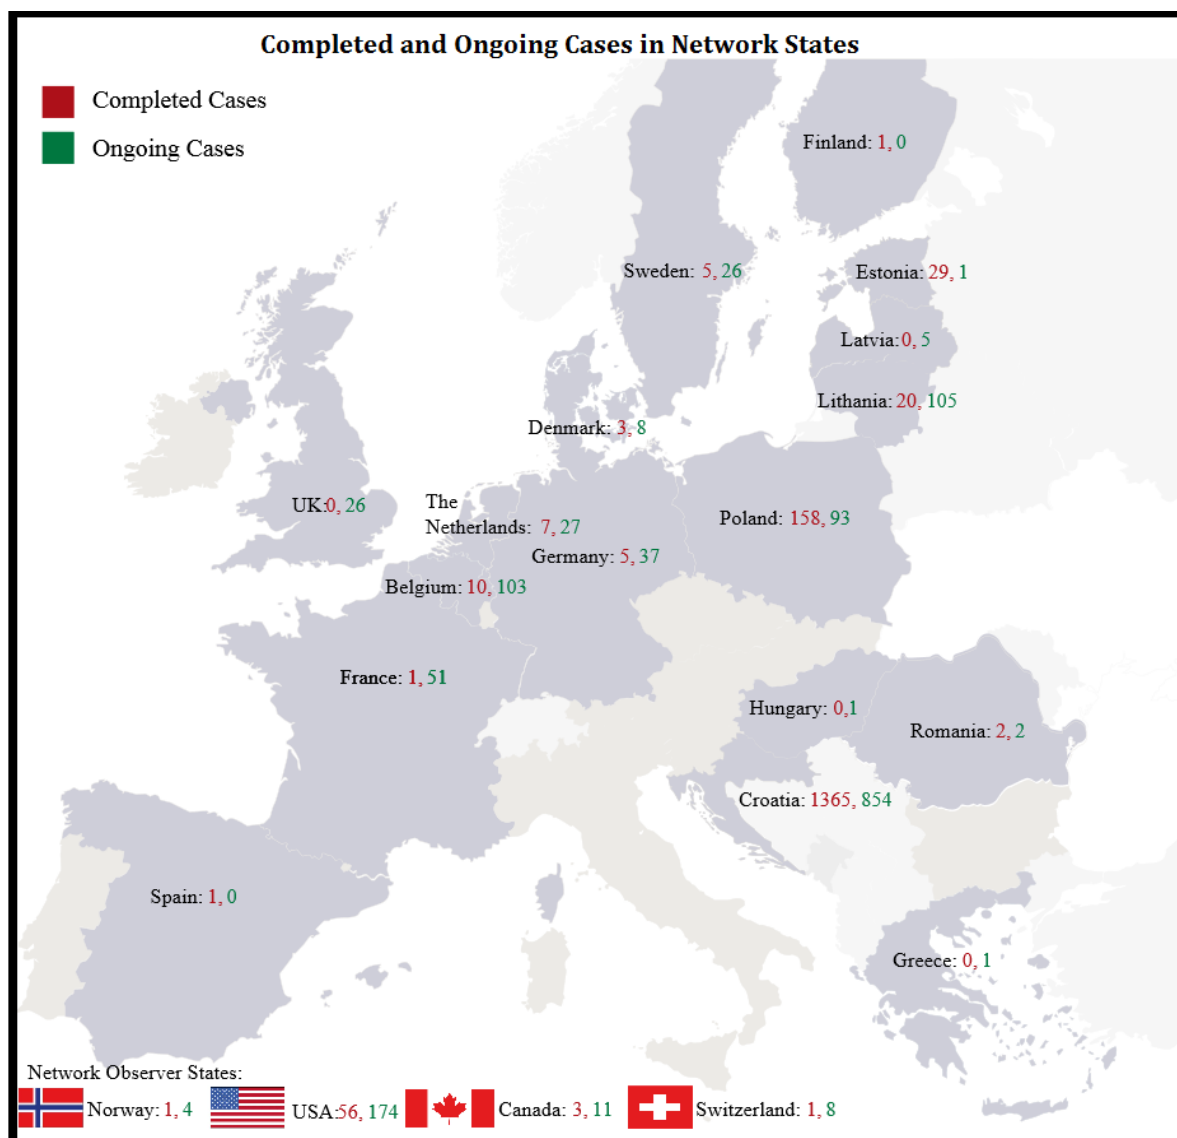 Completed and Ongoing Cases in Network States
Completed Cases
Ongoing Cases
Finland: 1, 0
Sweden: 5, 26
Estonia: 29, 1
Latvia: 0, 5
Lithania: 20, 105
Denmark: 3, 8
UK: 0, 26
The
Netherlands: 7, 27
Poland: 158, 93
Germany: 5, 37
Belgium: 10, 103
France: 1, 51
Hungary: 0,1
Romania: 2, 2
Croatia: 1365, 854
Spain: 1, 0
Greece: 0, 1
Network Observer States:
Norway: 1, 4
USA:56, 174
Canada: 3, 11
Switzerland: 1, 8